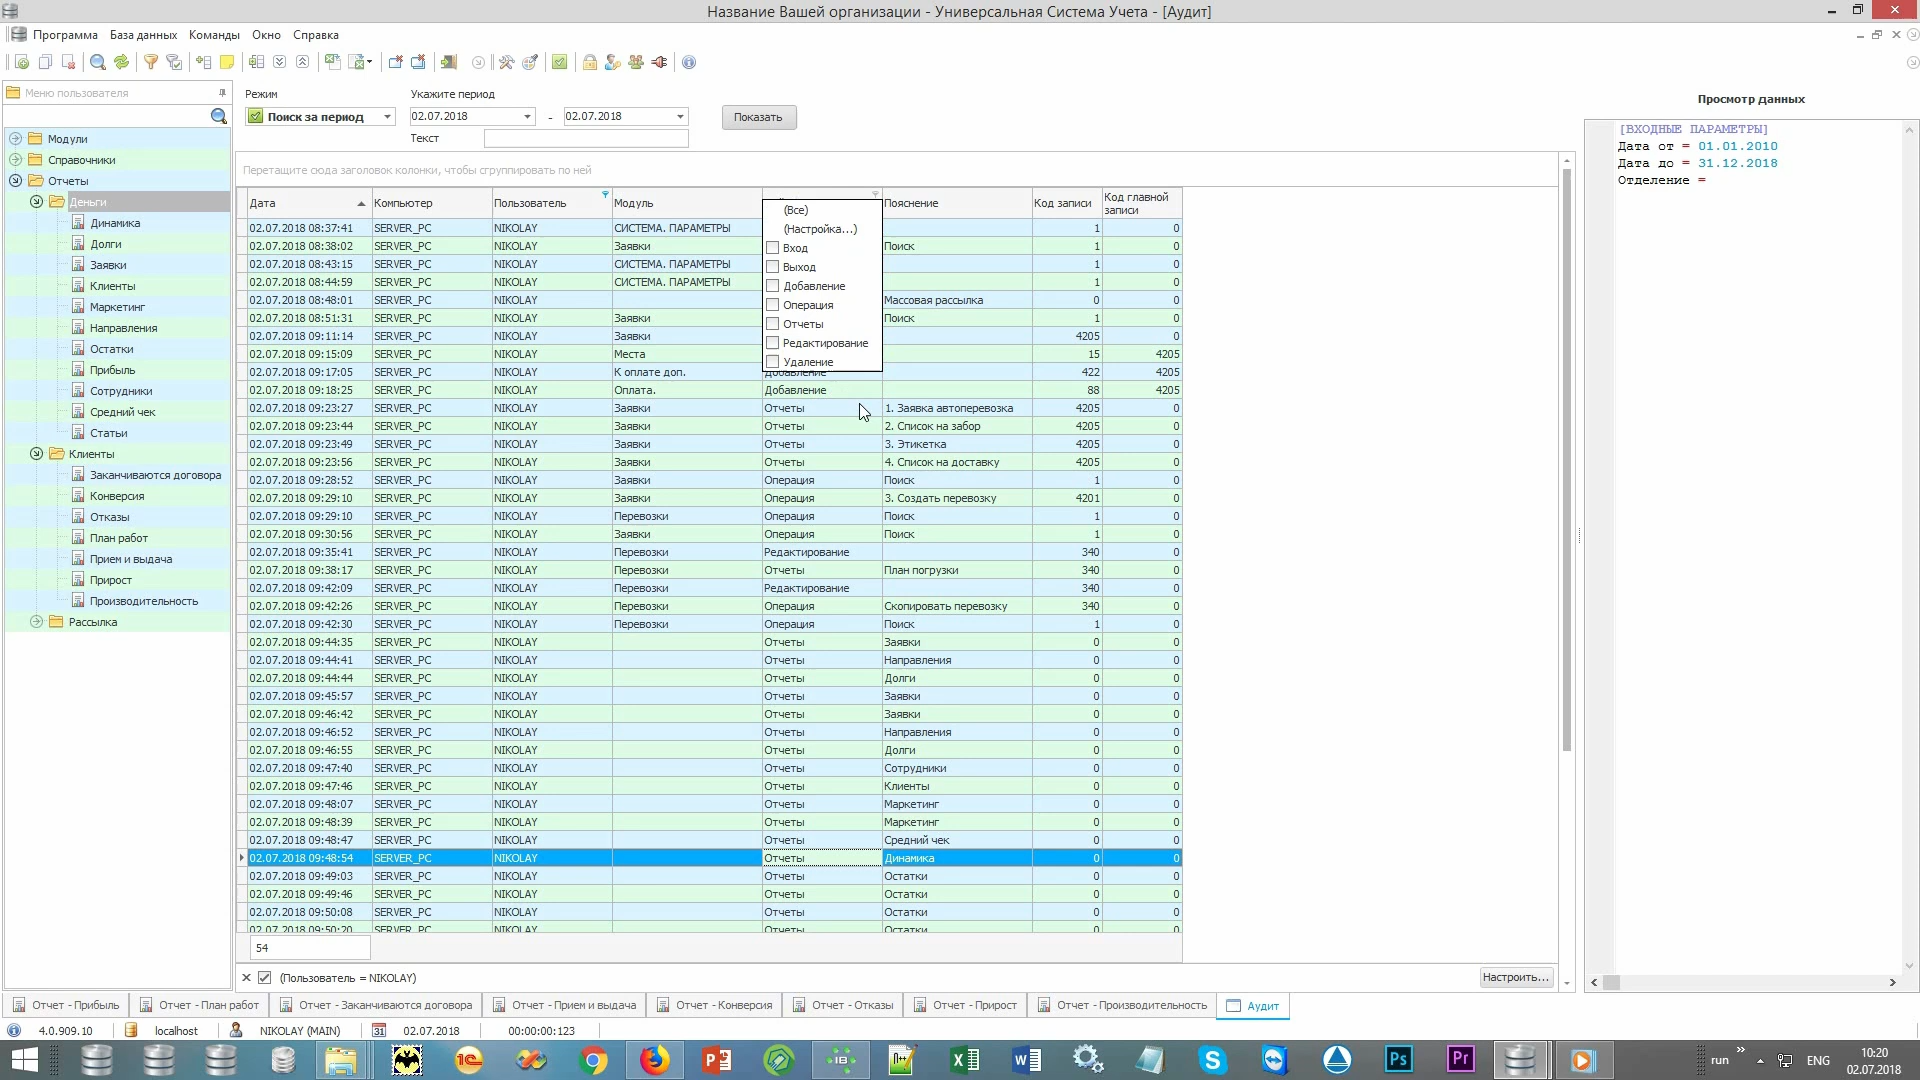 Название Вашей организации - Универсальная Система Учета - [Аудит]
Программа База данных Команды Окно Справка
Меню пользователя
Модули
Справочники
Отчеты
Деньги
Динамика
Долги
Заявки
Клиенты
Маркетинг
Направления
Остатки
Прибыль
Сотрудники
Средний чек
Статьи
Клиенты
Заканчиваются договора
Конверсия
Отказы
План работ
Прием и выдача
Прирост
Производительность
Рассылка
Режим Укажите период
Поиск за период 02.07.2018 - 02.07.2018 Показать
Текст
Перетащите сюда заголовок колонки, чтобы сгруппировать по ней
Дата Компьютер Пользователь Модуль Пояснение Код записи Код главной записи
(Все)
(Настройка...)
Вход
Выход
Добавление
Операция
Отчеты
Редактирование
Удаление
02.07.2018 08:37:41 SERVER_PC NIKOLAY СИСТЕМА. ПАРАМЕТРЫ 1 0
02.07.2018 08:38:02 SERVER_PC NIKOLAY Заявки Поиск 1 0
02.07.2018 08:43:15 SERVER_PC NIKOLAY СИСТЕМА. ПАРАМЕТРЫ 1 0
02.07.2018 08:44:59 SERVER_PC NIKOLAY СИСТЕМА. ПАРАМЕТРЫ 1 0
02.07.2018 08:48:01 SERVER_PC NIKOLAY Массовая рассылка 0 0
02.07.2018 08:51:31 SERVER_PC NIKOLAY Заявки Поиск 1 0
02.07.2018 09:11:14 SERVER_PC NIKOLAY Заявки 4205 0
02.07.2018 09:15:09 SERVER_PC NIKOLAY Места 15 4205
02.07.2018 09:17:05 SERVER_PC NIKOLAY К оплате доп. Добавление 422 4205
02.07.2018 09:18:25 SERVER_PC NIKOLAY Оплата. Добавление 88 4205
02.07.2018 09:23:27 SERVER_PC NIKOLAY Заявки Отчеты 1. Заявка автоперевозка 4205 0
02.07.2018 09:23:44 SERVER_PC NIKOLAY Заявки Отчеты 2. Список на забор 4205 0
02.07.2018 09:23:49 SERVER_PC NIKOLAY Заявки Отчеты 3. Этикетка 4205 0
02.07.2018 09:23:56 SERVER_PC NIKOLAY Заявки Отчеты 4. Список на доставку 4205 0
02.07.2018 09:28:52 SERVER_PC NIKOLAY Заявки Операция Поиск 1 0
02.07.2018 09:29:10 SERVER_PC NIKOLAY Заявки Операция 3. Создать перевозку 4201 0
02.07.2018 09:29:10 SERVER_PC NIKOLAY Перевозки Операция Поиск 1 0
02.07.2018 09:30:56 SERVER_PC NIKOLAY Заявки Операция Поиск 1 0
02.07.2018 09:35:41 SERVER_PC NIKOLAY Перевозки Редактирование 340 0
02.07.2018 09:38:17 SERVER_PC NIKOLAY Перевозки Отчеты План погрузки 340 0
02.07.2018 09:42:09 SERVER_PC NIKOLAY Перевозки Редактирование 340 0
02.07.2018 09:42:26 SERVER_PC NIKOLAY Перевозки Операция Скопировать перевозку 340 0
02.07.2018 09:42:30 SERVER_PC NIKOLAY Перевозки Операция Поиск 1 0
02.07.2018 09:44:35 SERVER_PC NIKOLAY Отчеты Заявки 0 0
02.07.2018 09:44:41 SERVER_PC NIKOLAY Отчеты Направления 0 0
02.07.2018 09:44:44 SERVER_PC NIKOLAY Отчеты Долги 0 0
02.07.2018 09:45:57 SERVER_PC NIKOLAY Отчеты Заявки 0 0
02.07.2018 09:46:42 SERVER_PC NIKOLAY Отчеты Заявки 0 0
02.07.2018 09:46:52 SERVER_PC NIKOLAY Отчеты Направления 0 0
02.07.2018 09:46:55 SERVER_PC NIKOLAY Отчеты Долги 0 0
02.07.2018 09:47:40 SERVER_PC NIKOLAY Отчеты Сотрудники 0 0
02.07.2018 09:47:46 SERVER_PC NIKOLAY Отчеты Клиенты 0 0
02.07.2018 09:48:07 SERVER_PC NIKOLAY Отчеты Маркетинг 0 0
02.07.2018 09:48:39 SERVER_PC NIKOLAY Отчеты Маркетинг 0 0
02.07.2018 09:48:47 SERVER_PC NIKOLAY Отчеты Средний чек 0 0
02.07.2018 09:48:54 SERVER_PC NIKOLAY Отчеты Динамика 0 0
02.07.2018 09:49:03 SERVER_PC NIKOLAY Отчеты Остатки 0 0
02.07.2018 09:49:46 SERVER_PC NIKOLAY Отчеты Остатки 0 0
02.07.2018 09:50:08 SERVER_PC NIKOLAY Отчеты Остатки 0 0
02.07.2018 09:50:20 SERVER_PC NIKOLAY Отчеты Остатки 0 0
54
(Пользователь = NIKOLAY) Настроить...
Просмотр данных
[ВХОДНЫЕ ПАРАМЕТРЫ]
Дата от = 01.01.2010
Дата до = 31.12.2018
Отделение =
Отчет - Прибыль Отчет - План работ Отчет - Заканчиваются договора Отчет - Прием и выдача Отчет - Конверсия Отчет - Отказы Отчет - Прирост Отчет - Производительность Аудит
4.0.909.10 localhost NIKOLAY (MAIN) 31 02.07.2018 00:00:00:123
1C IB n++ Ps Pr run ENG 10:20
02.07.2018